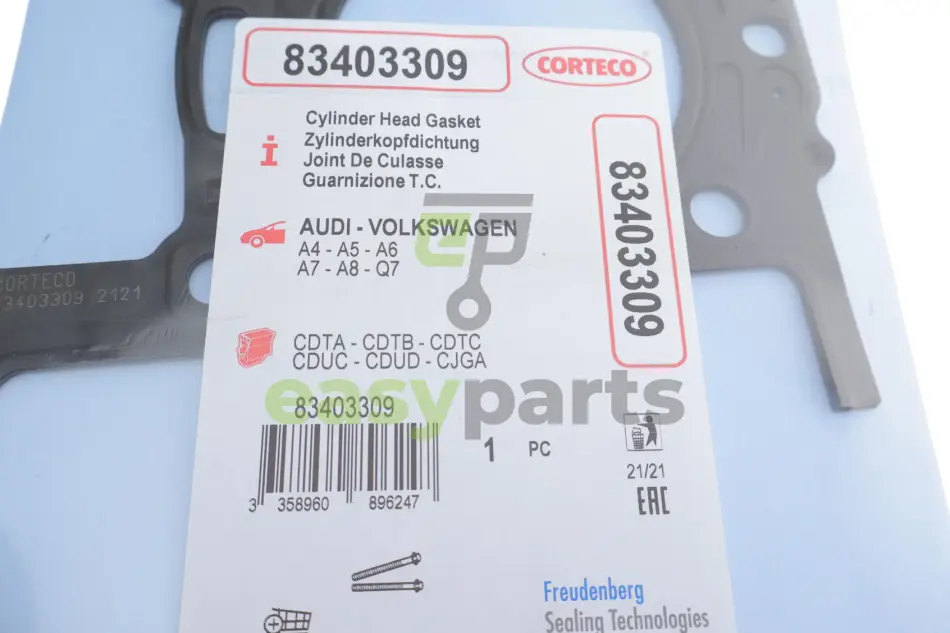 83403309
CORTECO
Cylinder Head Gasket
Zylinderkopfdichtung
Joint De Culasse
Guarnizione T.C.
83403309
AUDI - VOLKSWAGEN
A4 - A5 - A6
A7 - A8 - Q7
CORTECO
83403309 2121
CDTA - CDTB - CDTC
CDUC - CDUD - CJGA
easyparts
83403309
1 PC
21/21
EAC
3 358960 896247
Freudenberg
Sealing Technologies